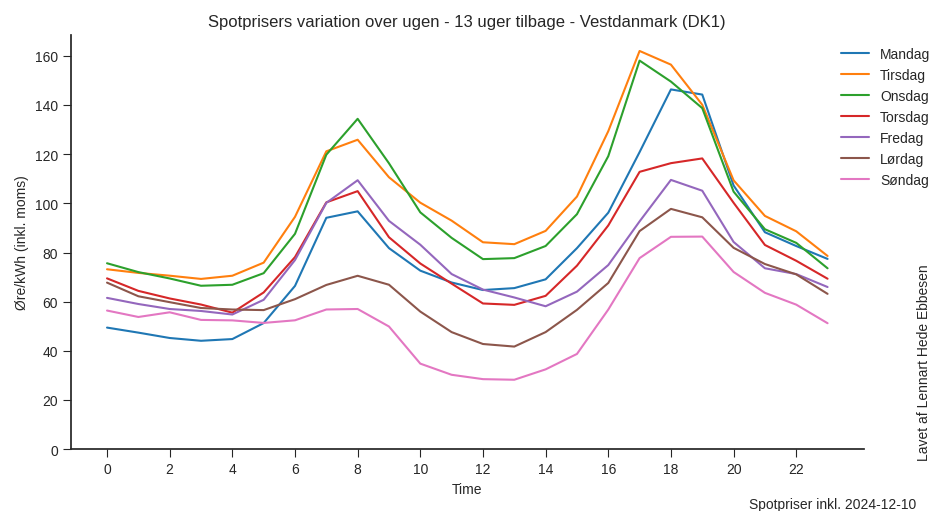 Spotprisers variation over ugen - 13 uger tilbage - Vestdanmark (DK1)
Øre/kWh (inkl. moms)
160
140
120
100
80
60
40
20
0
0 2 4 6 8 10 12 14 16 18 20 22
Time
Mandag
Tirsdag
Onsdag
Torsdag
Fredag
Lørdag
Søndag
Lavet af Lennart Hede Ebbesen
Spotpriser inkl. 2024-12-10